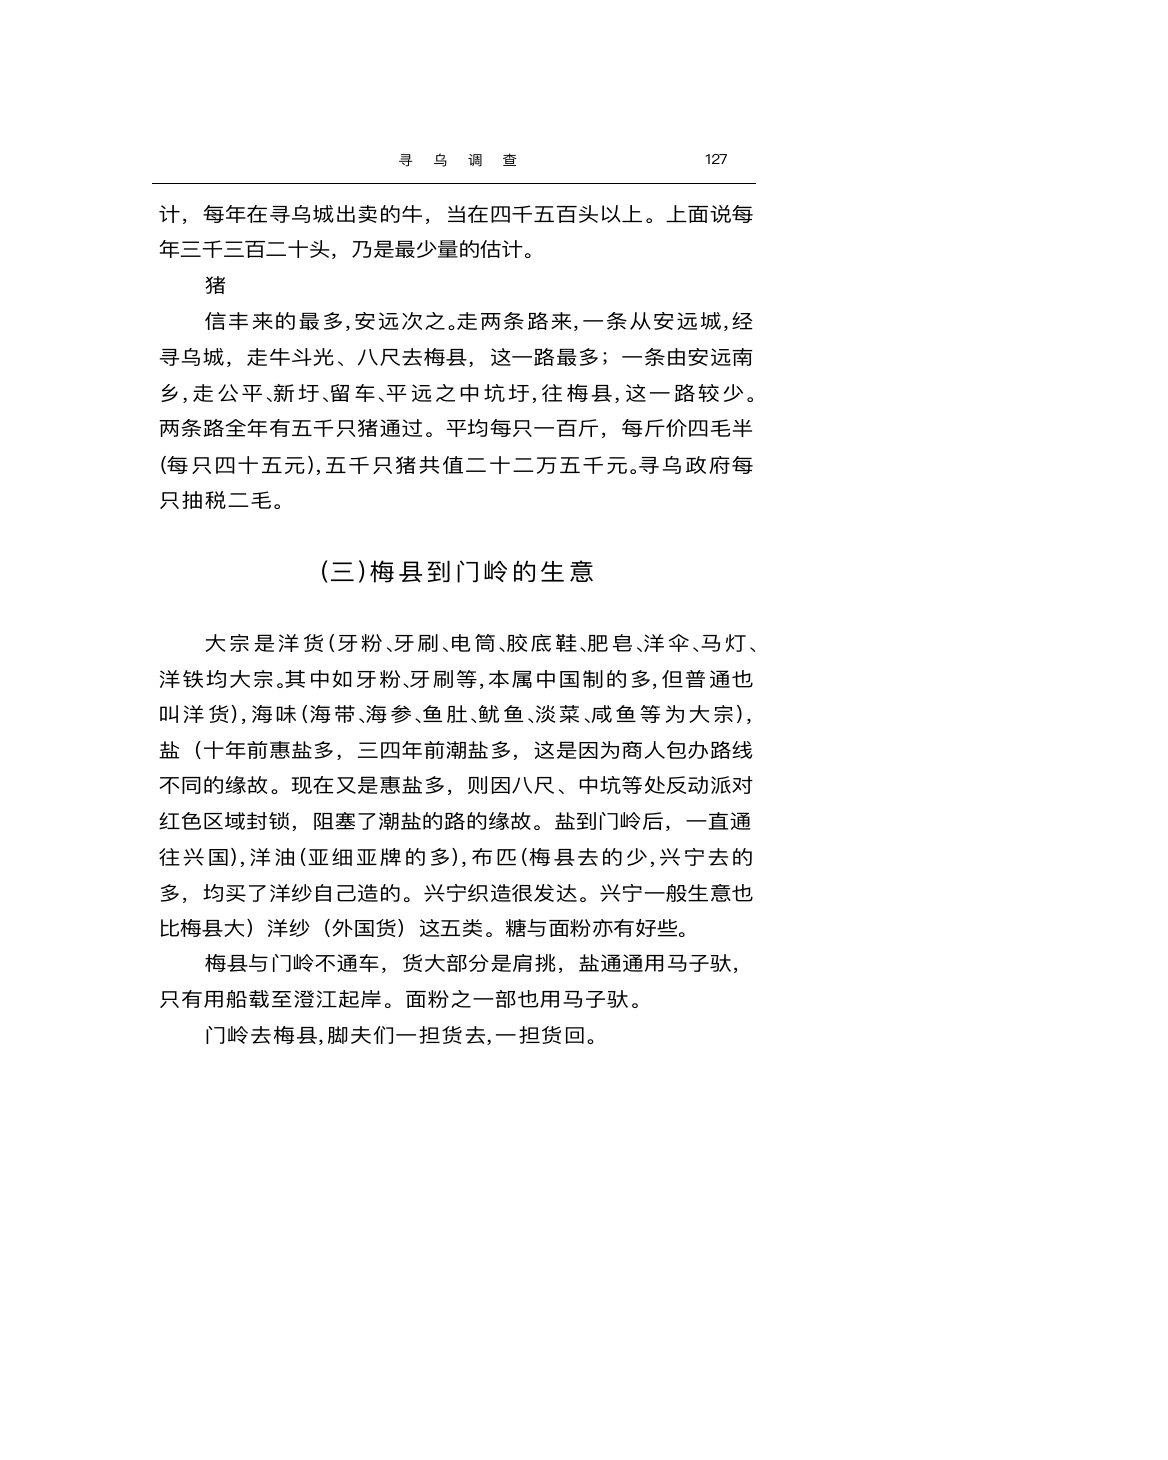 寻乌调查 127
计，每年在寻乌城出卖的牛，当在四千五百头以上。上面说每
年三千三百二十头，乃是最少量的估计。
猪
信丰来的最多,安远次之。走两条路来,一条从安远城,经
寻乌城，走牛斗光、八尺去梅县，这一路最多；一条由安远南
乡,走公平、新圩、留车、平远之中坑圩,往梅县,这一路较少。
两条路全年有五千只猪通过。平均每只一百斤，每斤价四毛半
(每只四十五元),五千只猪共值二十二万五千元。寻乌政府每
只抽税二毛。
(三)梅县到门岭的生意
大宗是洋货(牙粉、牙刷、电筒、胶底鞋、肥皂、洋伞、马灯、
洋铁均大宗。其中如牙粉、牙刷等,本属中国制的多,但普通也
叫洋货),海味(海带、海参、鱼肚、鱿鱼、淡菜、咸鱼等为大宗),
盐（十年前惠盐多，三四年前潮盐多，这是因为商人包办路线
不同的缘故。现在又是惠盐多，则因八尺、中坑等处反动派对
红色区域封锁，阻塞了潮盐的路的缘故。盐到门岭后，一直通
往兴国),洋油(亚细亚牌的多),布匹(梅县去的少,兴宁去的
多，均买了洋纱自己造的。兴宁织造很发达。兴宁一般生意也
比梅县大）洋纱（外国货）这五类。糖与面粉亦有好些。
梅县与门岭不通车，货大部分是肩挑，盐通通用马子驮，
只有用船载至澄江起岸。面粉之一部也用马子驮。
门岭去梅县,脚夫们一担货去,一担货回。